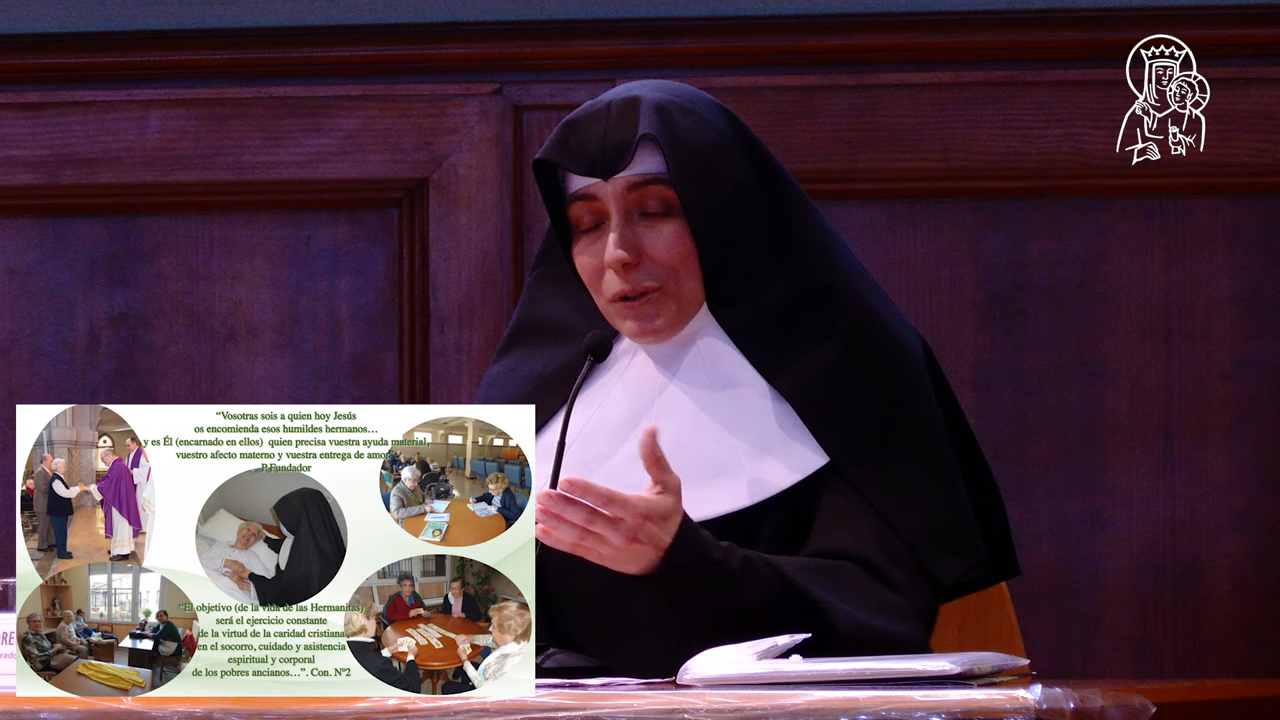 “Vosotras sois a quien hoy Jesús
os encomienda esos humildes hermanos…
y es Él (encarnado en ellos) quien precisa vuestra ayuda material,
vuestro afecto materno y vuestra entrega de amor
P.Fundador
“El objetivo (de la vida de las Hermanitas)
será el ejercicio constante
de la virtud de la caridad cristiana
en el socorro, cuidado y asistencia
espiritual y corporal
de los pobres ancianos…”. Con. Nº2